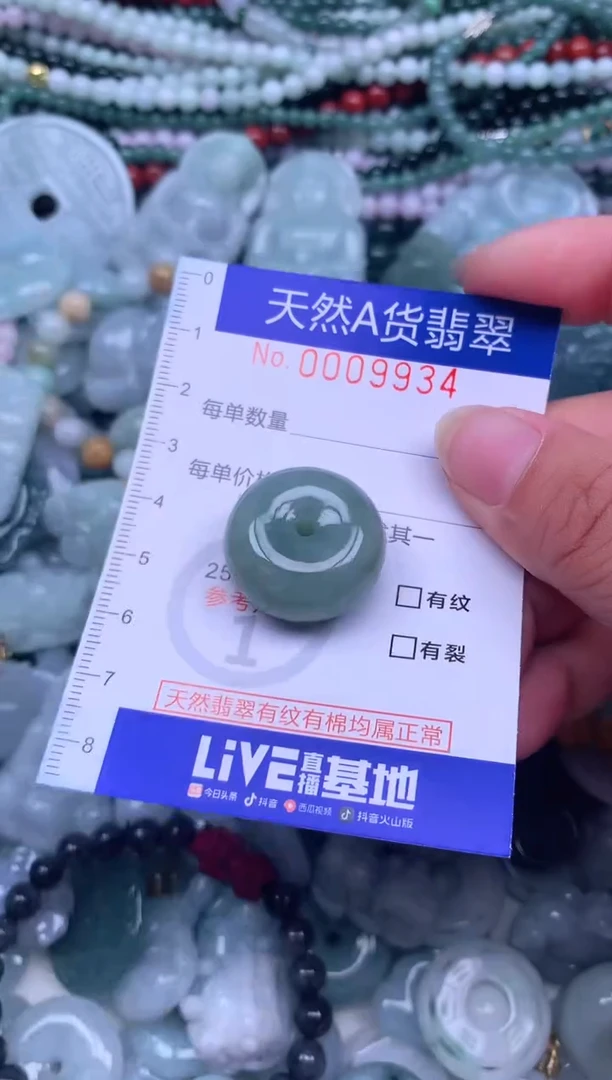 0
天然A货翡翠
No. 0009934
1
2
每单数量
3
每单价
4
其一
5
25
参考
有纹
6
1
有裂
7
天然翡翠有纹有棉均属正常
8
LiVE直播基地
今日头条 抖音 西瓜视频 抖音火山版